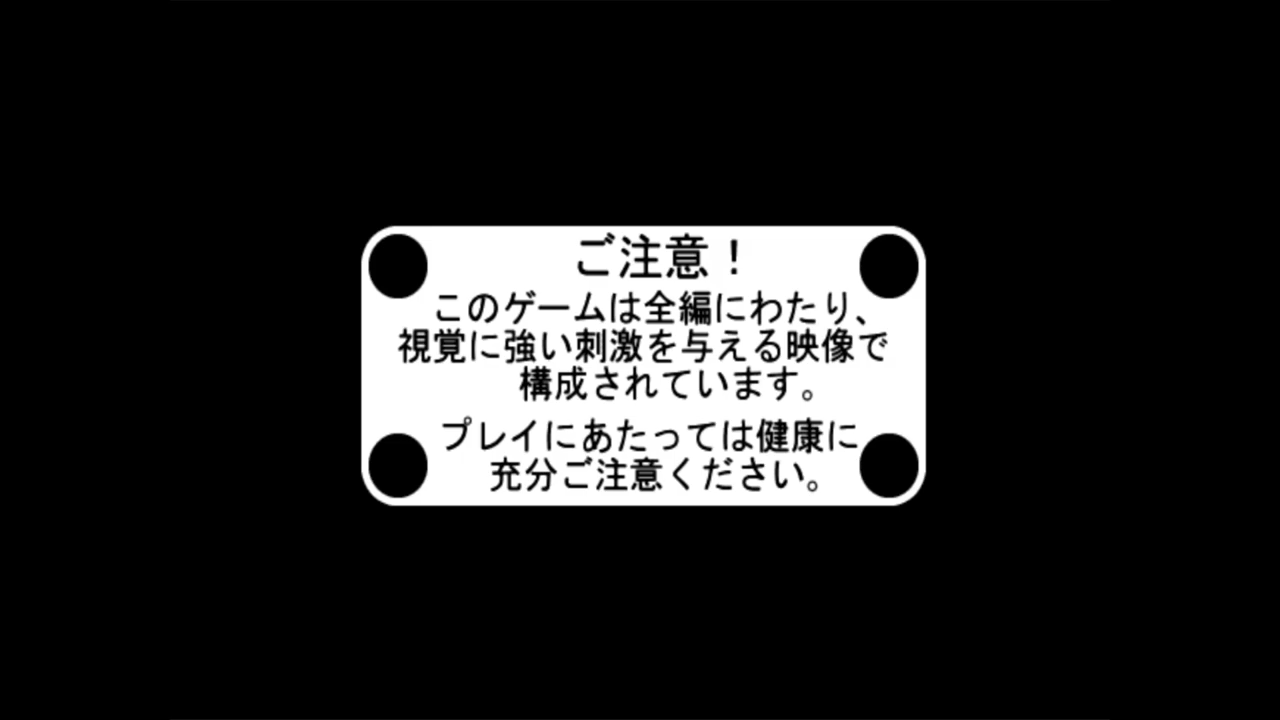 ご注意！
このゲームは全編にわたり、
視覚に強い刺激を与える映像で
構成されています。
プレイにあたっては健康に
充分ご注意ください。